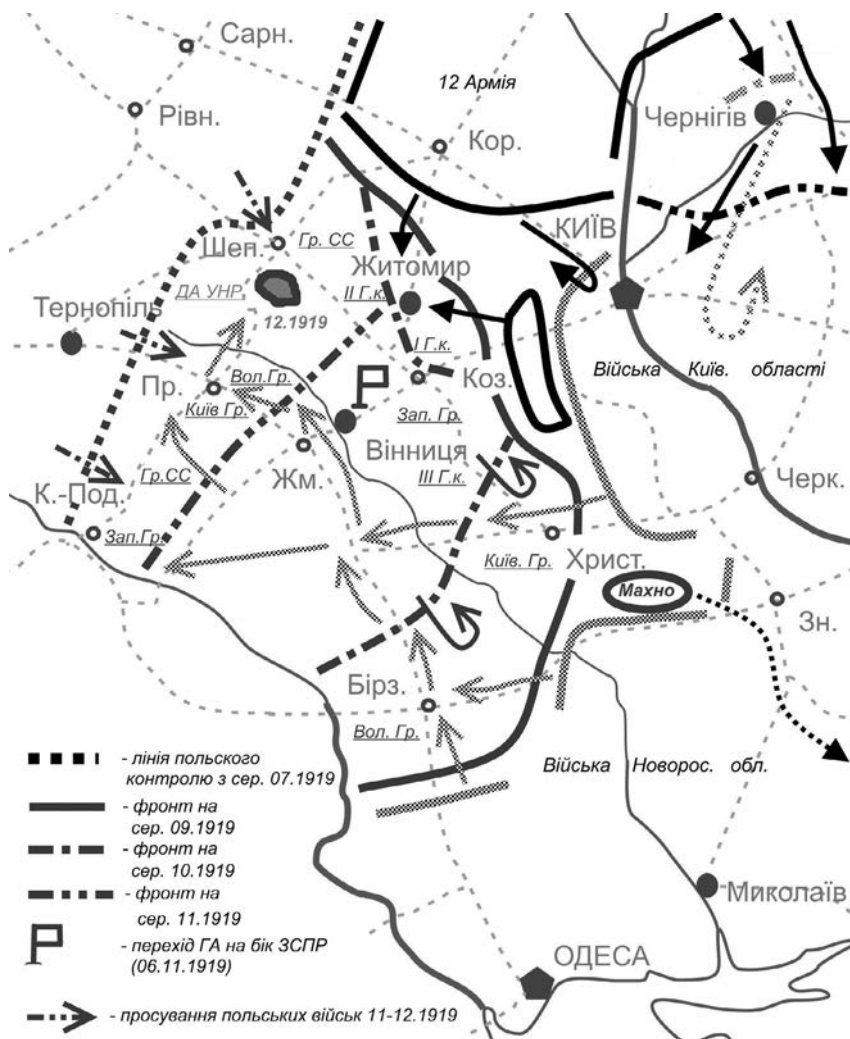 Сарн.
12 Армія
Рівн.
Чернігів
Кор.
КИЇВ
Шеп.
Гр. СС
Житомир
ДА УНР.
ІІ Г.к.
Тернопіль
12.1919
І Г.к.
Війська Київ. області
Пр.
Вол.Гр.
Коз.
Київ Гр.
Зап. Гр.
Вінниця
Гр.СС
Жм.
ІІІ Г.к.
Черк.
К.-Под.
Зап.Гр.
Київ. Гр.
Христ.
Махно
Зн.
Бірз.
Вол. Гр.
Війська Новорос. обл.
- лінія польского
контролю з сер. 07.1919
- фронт на
сер. 09.1919
- фронт на
сер. 10.1919
- фронт на
сер. 11.1919
Миколаїв
- перехід ГА на бік ЗСПР
(06.11.1919)
ОДЕСА
- просування польських військ 11-12.1919